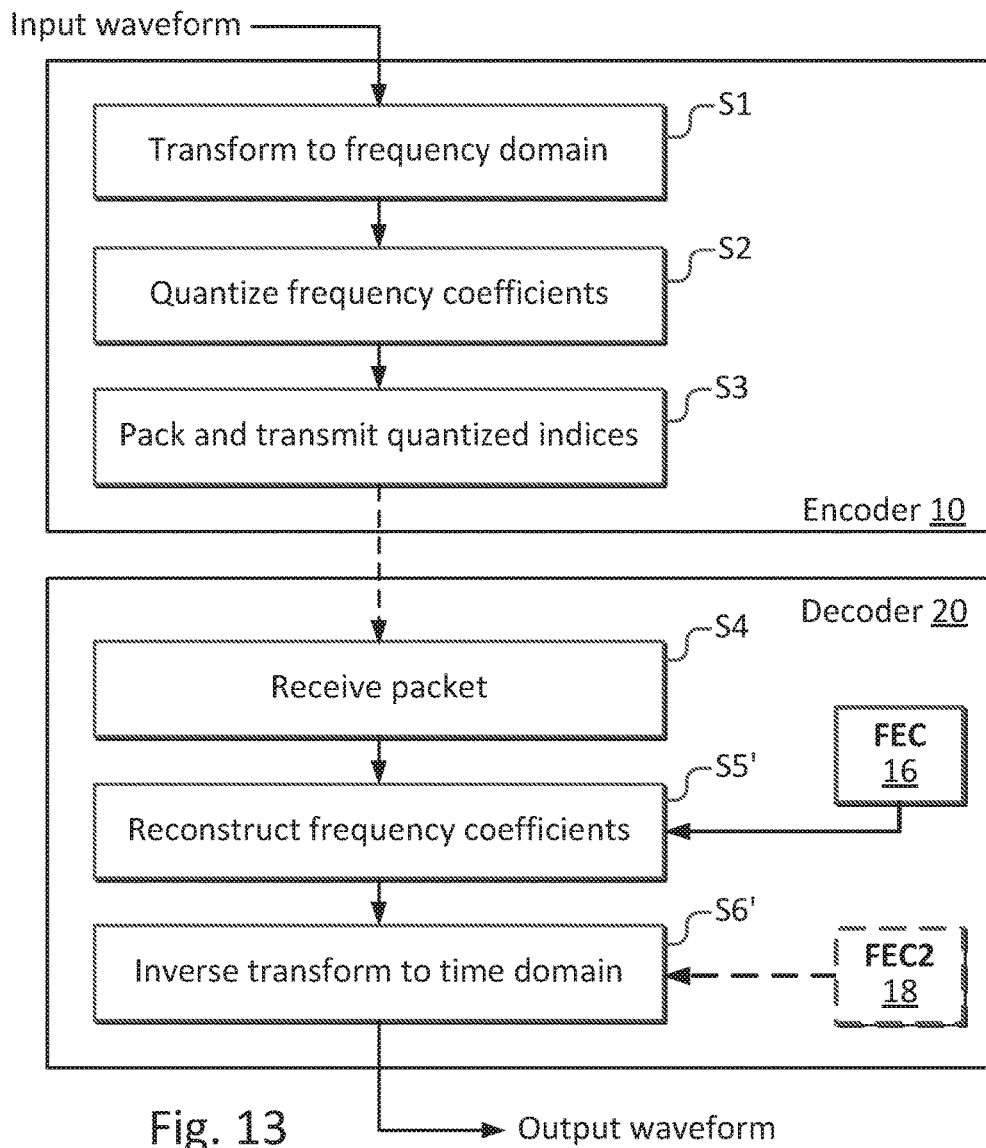 Input waveform
S1
Transform to frequency domain
S2
Quantize frequency coefficients
S3
Pack and transmit quantized indices
Encoder 10
Decoder 20
S4
Receive packet
FEC
16
S5'
Reconstruct frequency coefficients
S6'
Inverse transform to time domain
FEC2
18
Fig. 13
Output waveform